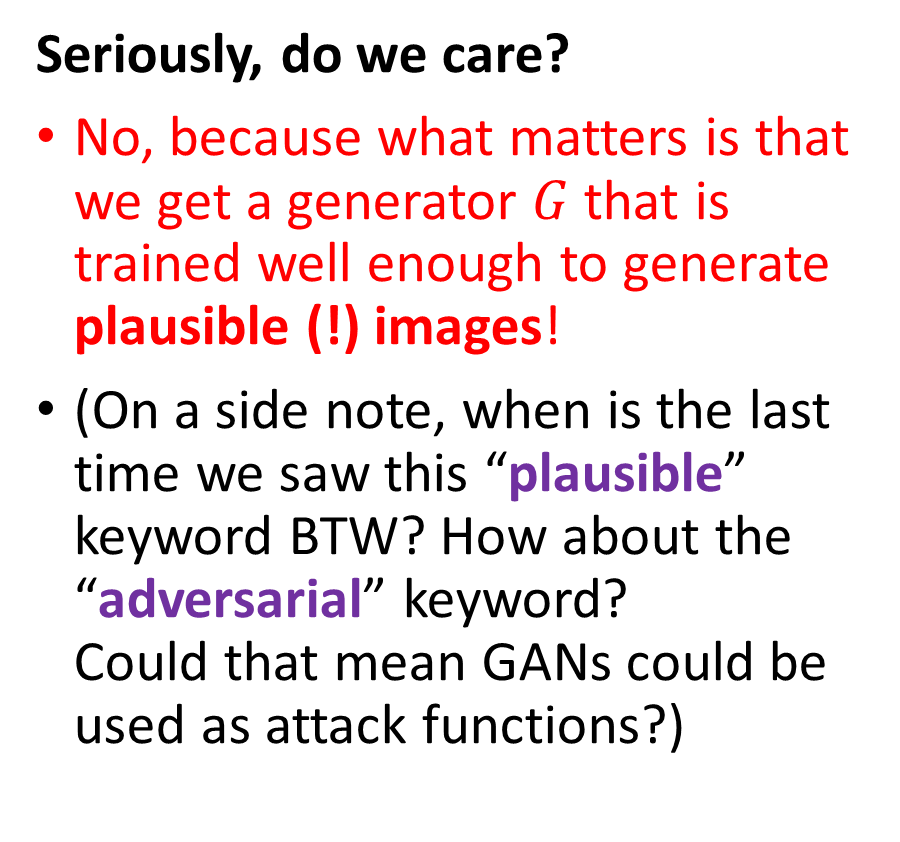 Seriously, do we care?
• No, because what matters is that
we get a generator G that is
trained well enough to generate
plausible (!) images!
• (On a side note, when is the last
time we saw this “plausible”
keyword BTW? How about the
“adversarial” keyword?
Could that mean GANs could be
used as attack functions?)